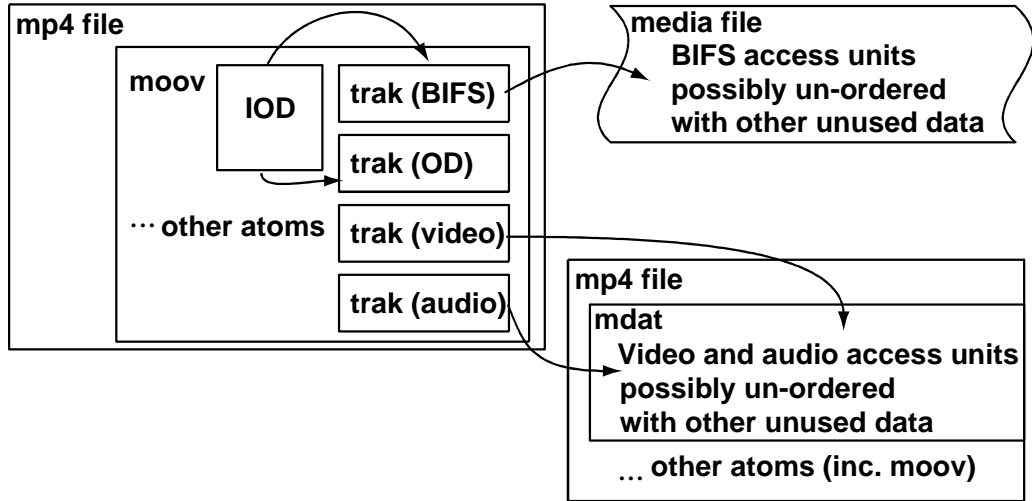 mp4 file
moov
IOD
trak (BIFS)
trak (OD)
… other atoms
trak (video)
trak (audio)
media file
BIFS access units
possibly un-ordered
with other unused data
mp4 file
mdat
Video and audio access units
possibly un-ordered
with other unused data
… other atoms (inc. moov)